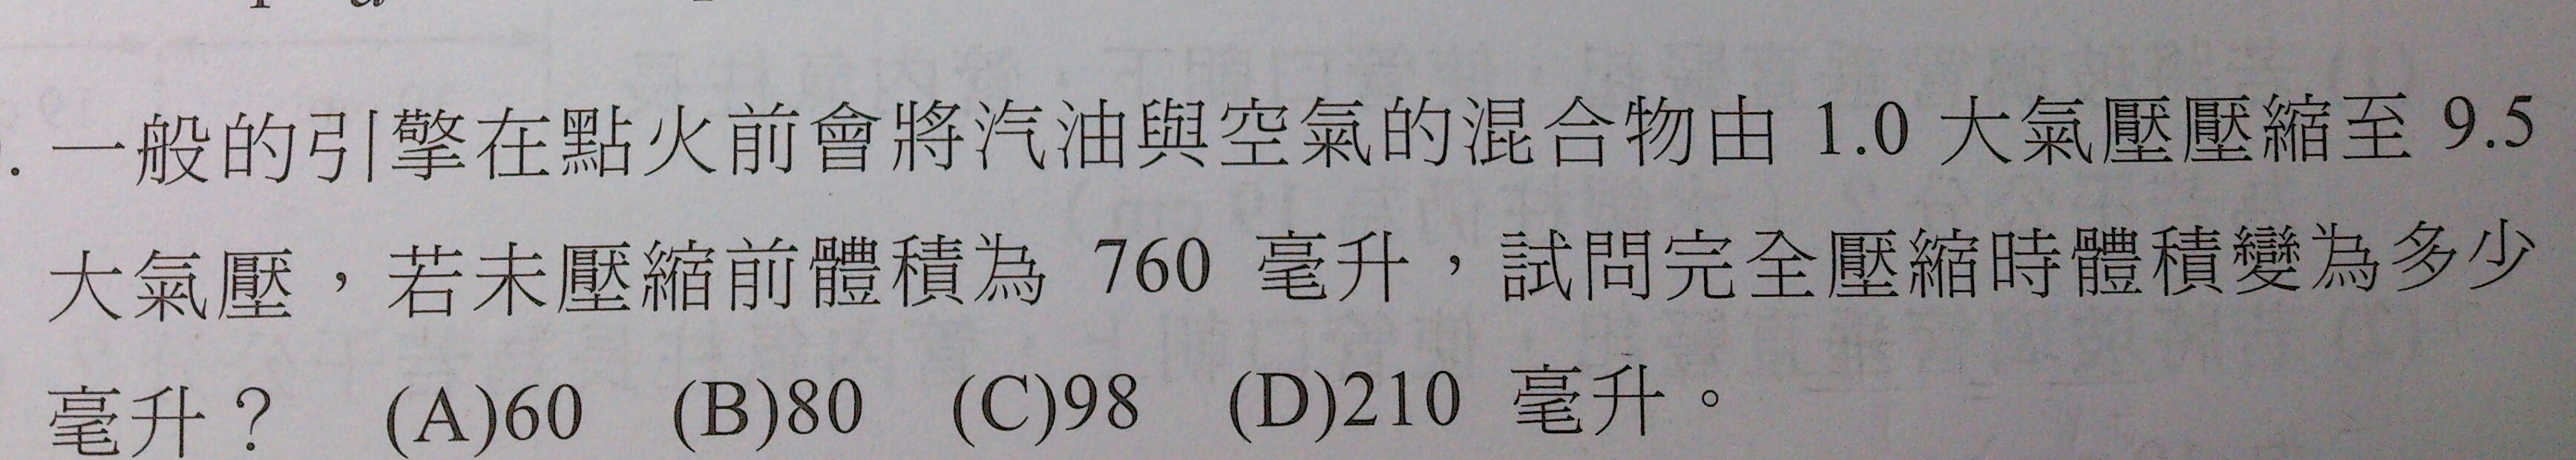 . 一般的引擎在點火前會將汽油與空氣的混合物由 1.0 大氣壓壓縮至 9.5
大氣壓，若未壓縮前體積為 760 毫升，試問完全壓縮時體積變為多少
毫升？ (A)60 (B)80 (C)98 (D)210 毫升。